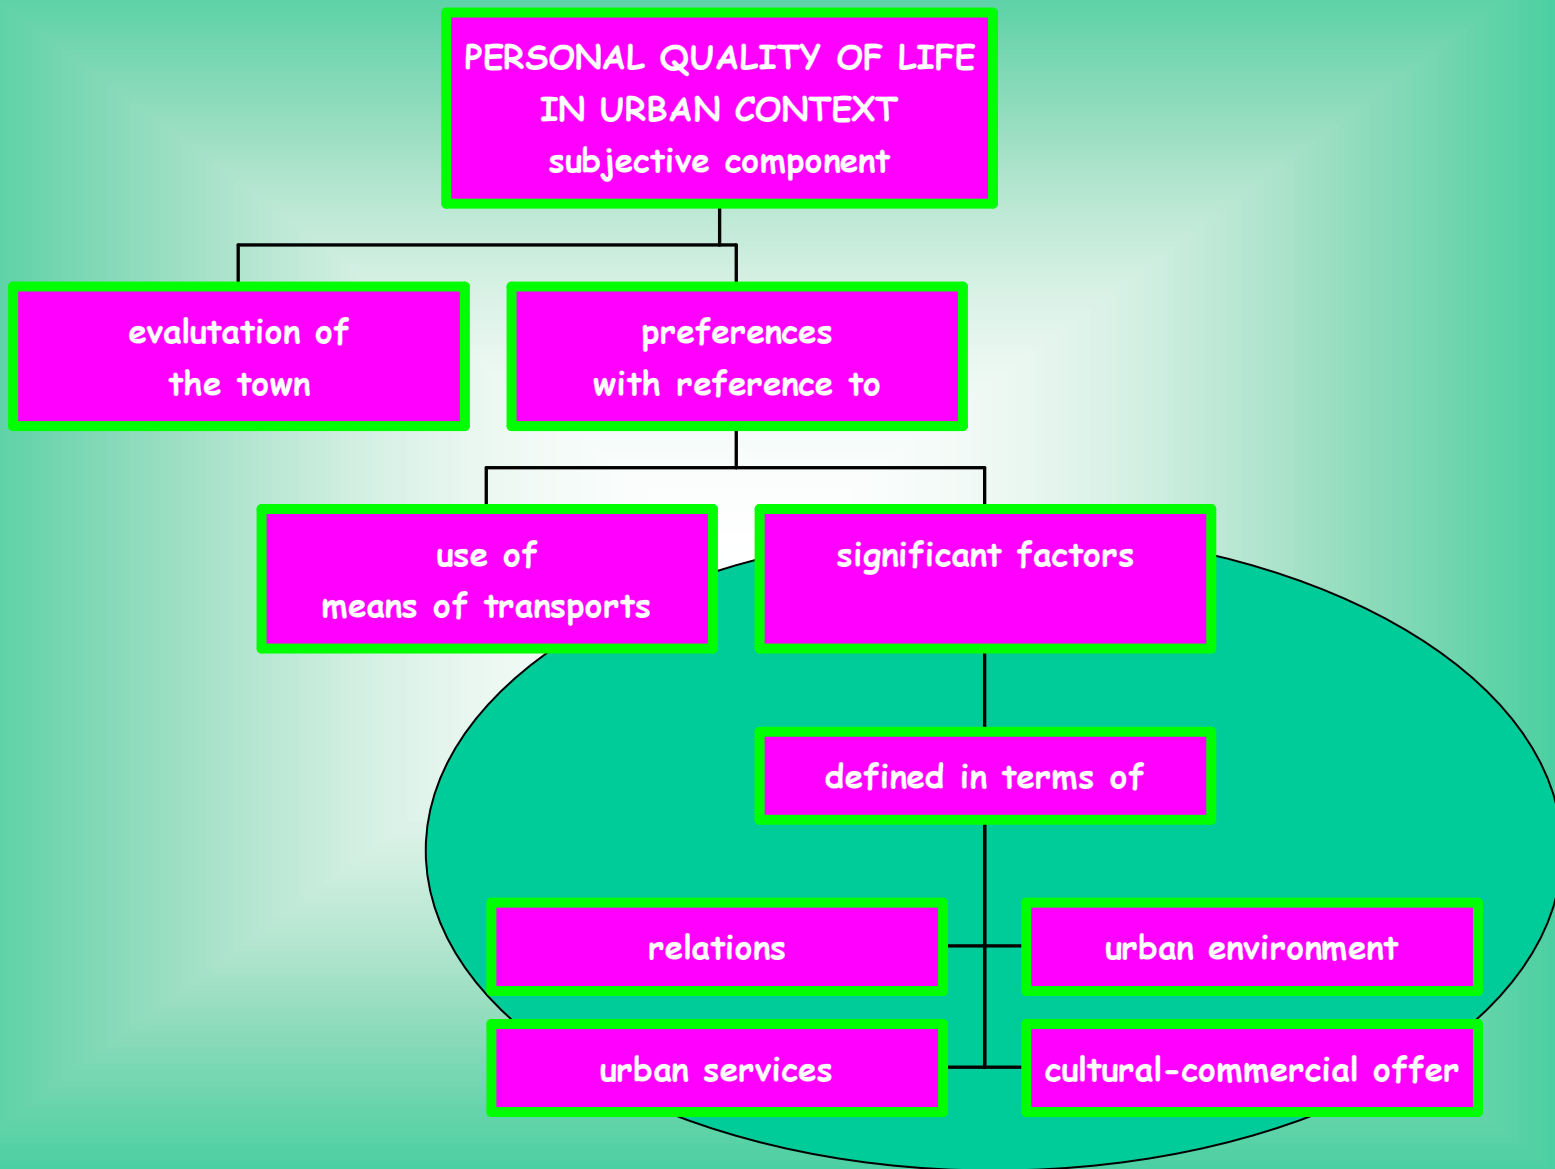 PERSONAL QUALITY OF LIFE
IN URBAN CONTEXT
subjective component
evalutation of
the town
preferences
with reference to
use of
means of transports
significant factors
defined in terms of
relations
urban environment
urban services
cultural-commercial offer